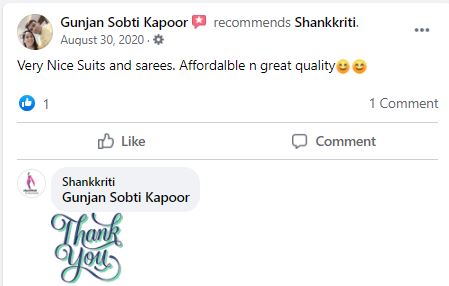 Gunjan Sobti Kapoor recommends Shankkriti.
August 30, 2020 ·
Very Nice Suits and sarees. Affordalble n great quality😊😊
1
1 Comment
Like
Comment
Shankkriti
Gunjan Sobti Kapoor
Thank
You